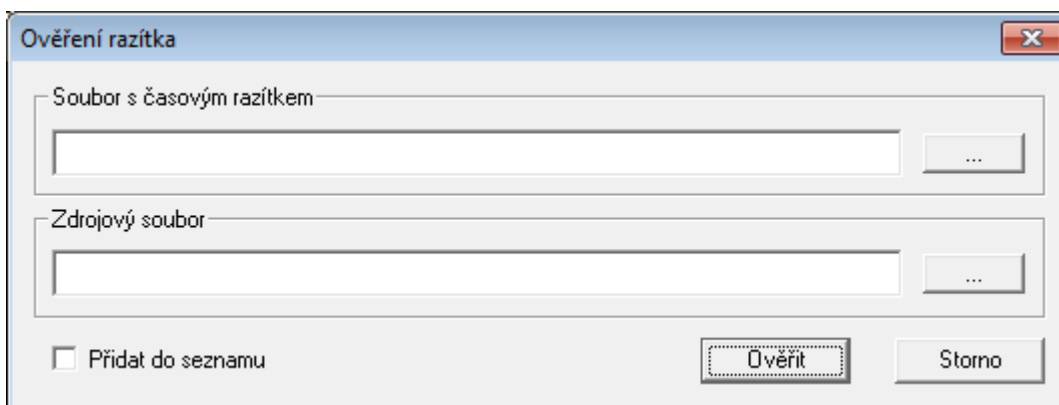 Ověření razítka
Soubor s časovým razítkem
...
Zdrojový soubor
...
Přidat do seznamu
Ověřit
Storno